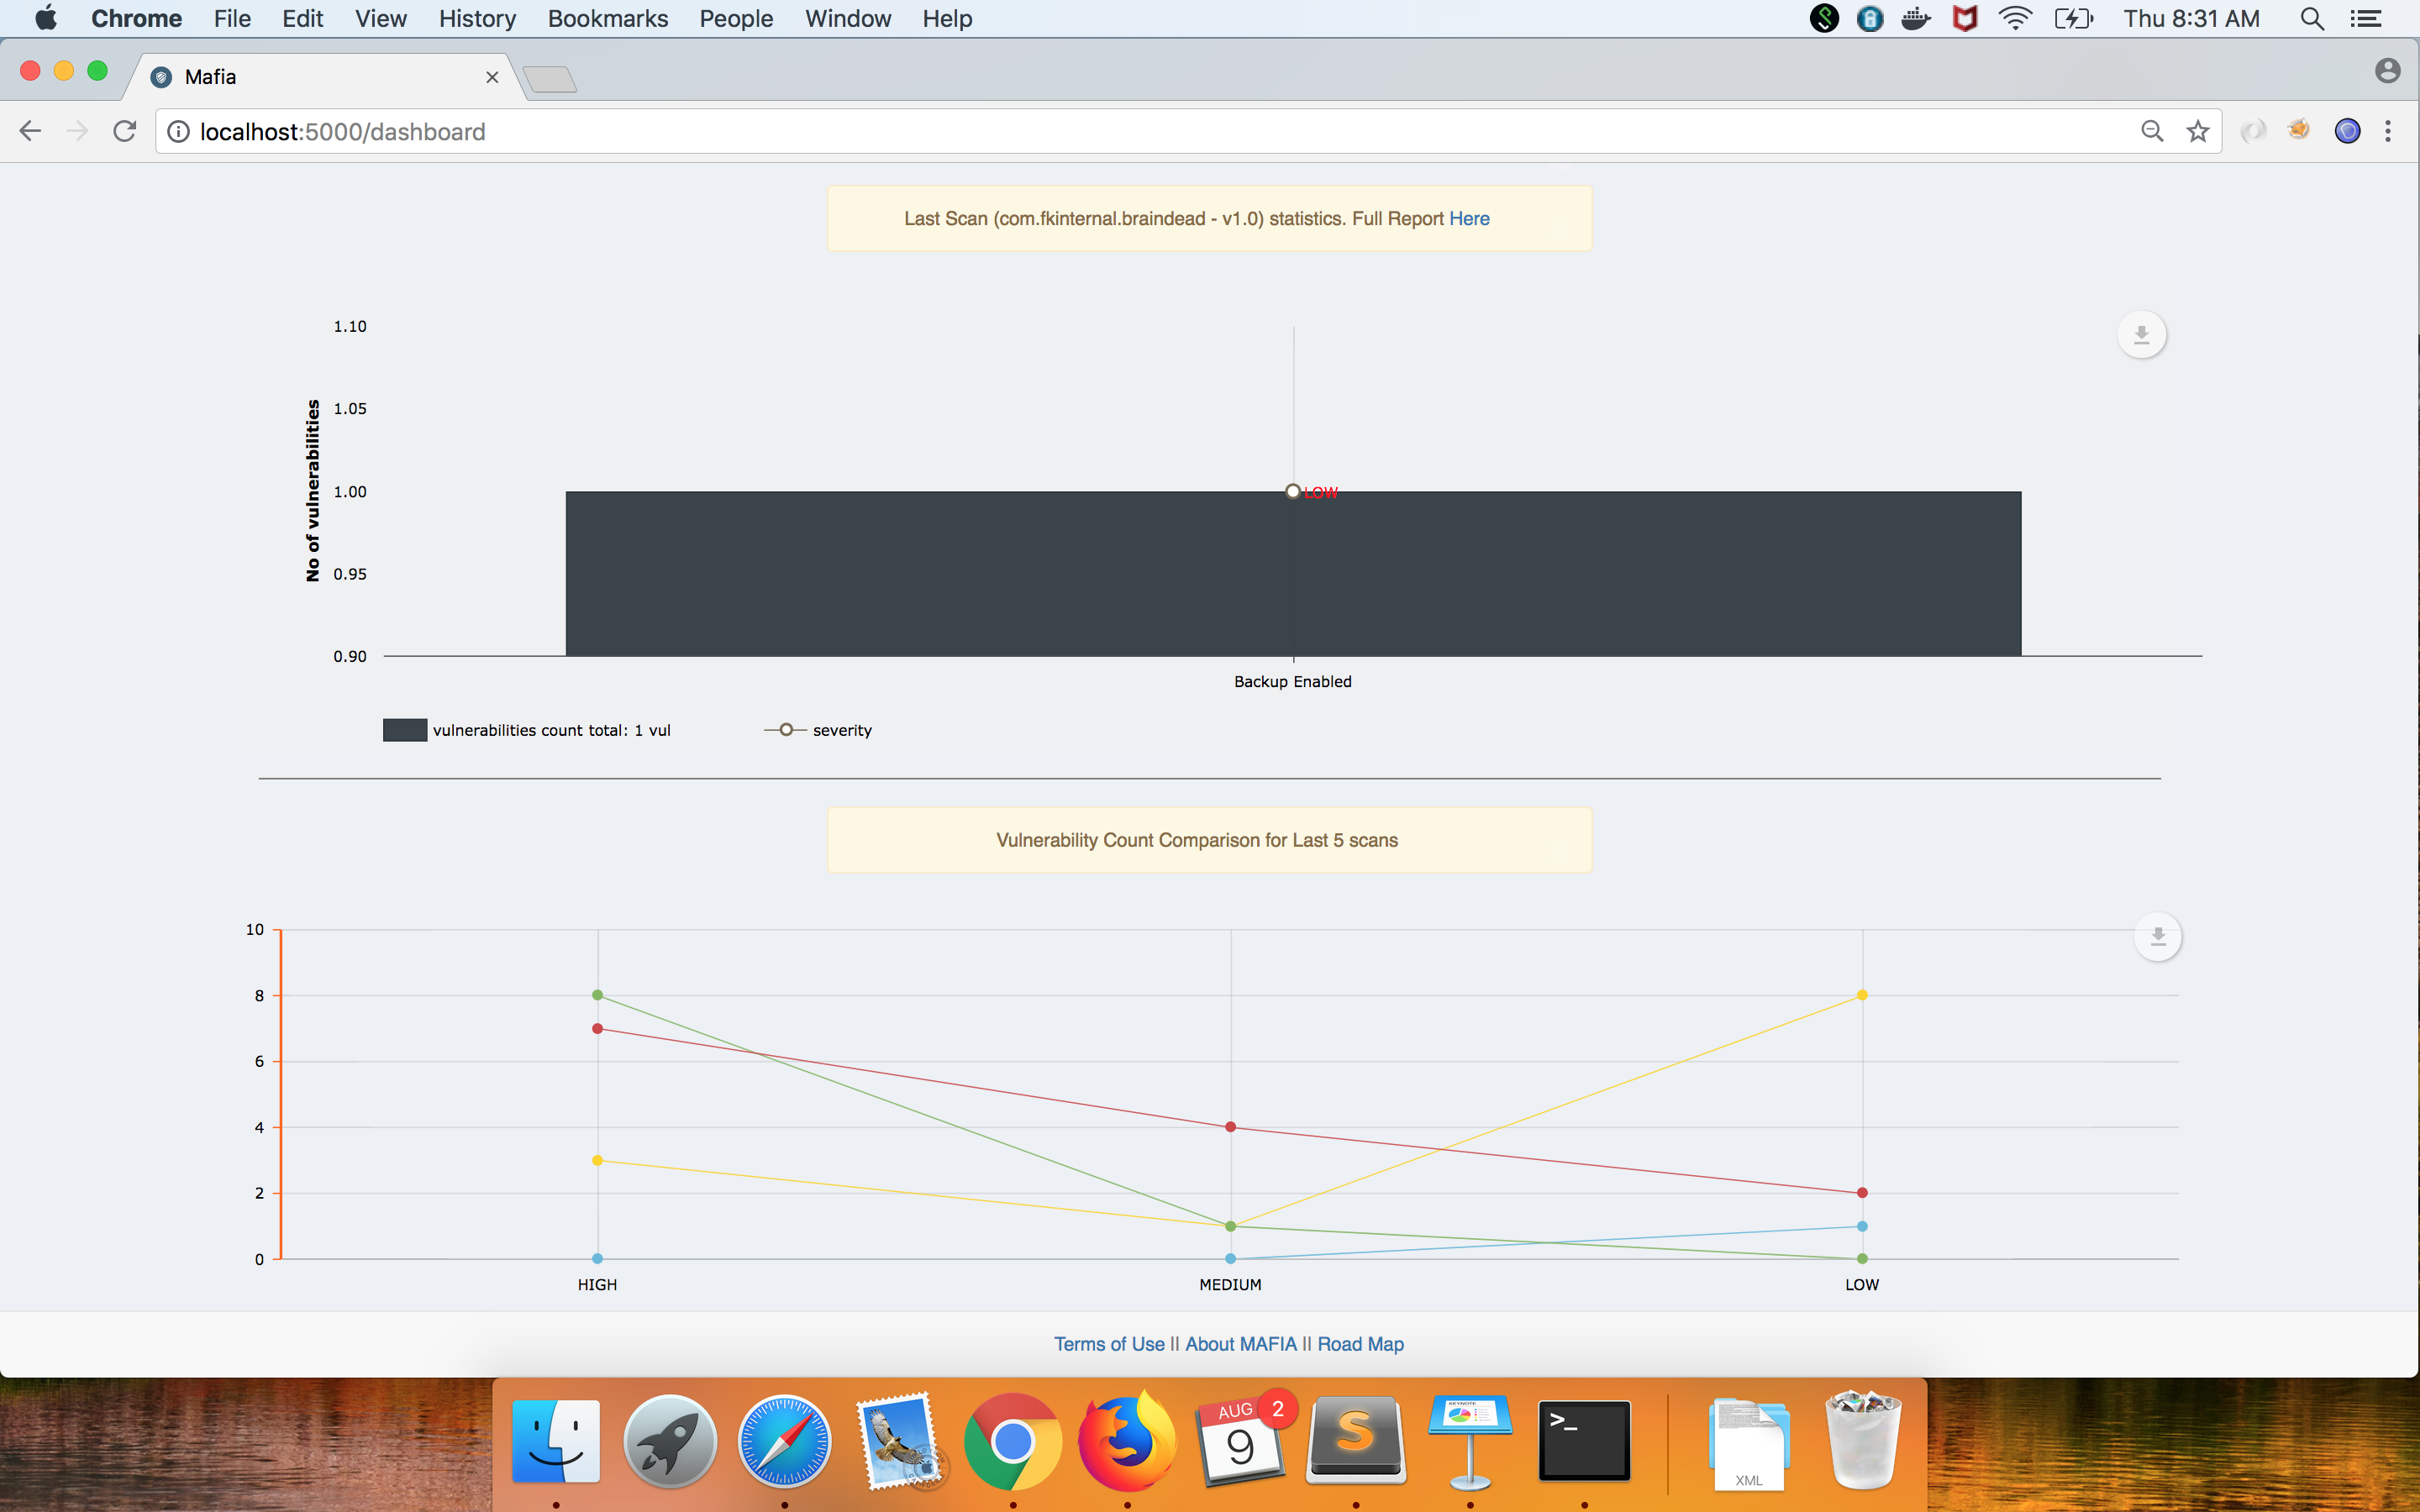 Chrome File Edit View History Bookmarks People Window Help Thu 8:31 AM
Mafia
localhost:5000/dashboard
Last Scan (com.fkinternal.braindead - v1.0) statistics. Full Report Here
No of vulnerabilities
1.10
1.05
1.00
LOW
0.95
0.90
Backup Enabled
vulnerabilities count total: 1 vul severity
Vulnerability Count Comparison for Last 5 scans
10
8
6
4
2
0
HIGH MEDIUM LOW
Terms of Use || About MAFIA || Road Map
AUG 2
9
S
KEYNOTE
>_
XML